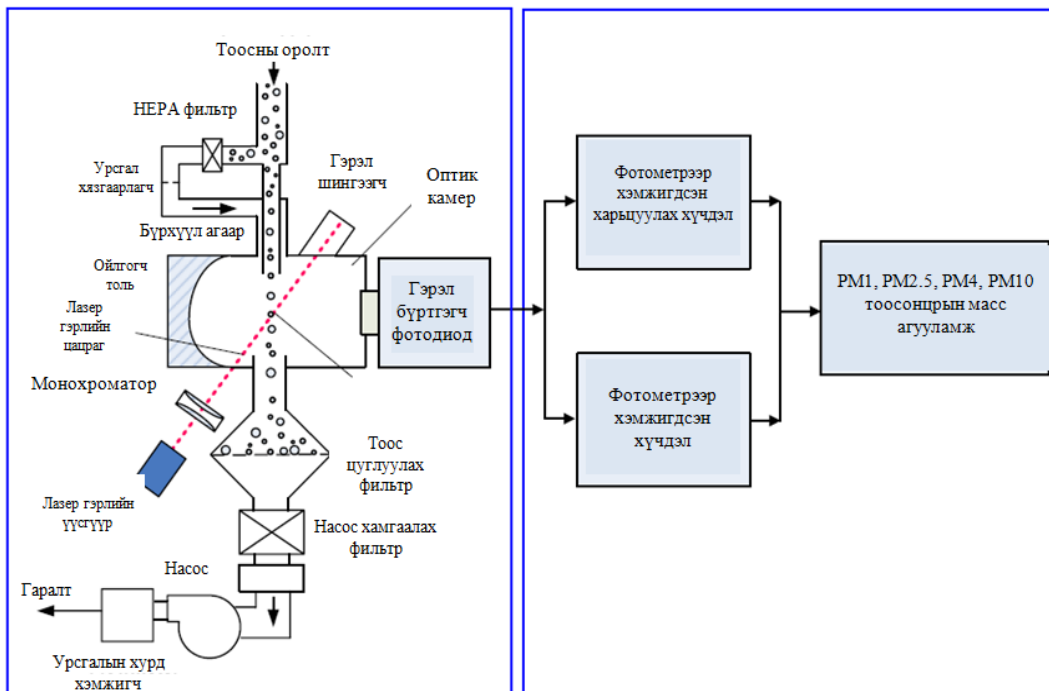 Тоосны оролт
HEPA фильтр
Урсгал
хязгаарлагч
Гэрэл
шингээгч
Оптик
камер
Бүрхүүл агаар
Ойлгогч
толь
Лазер
гэрлийн
цацраг
Гэрэл
бүртгэгч
фотодиод
Монохроматор
Тоос
цуглуулах
фильтр
Лазер гэрлийн
үүсгүүр
Насос хамгаалах
фильтр
Насос
Гаралт
Урсгалын хурд
хэмжигч
Фотометрээр
хэмжигдсэн
харьцуулах хүчдэл
Фотометрээр
хэмжигдсэн
хүчдэл
PM1, PM2.5, PM4, PM10
тоосонцрын масс
агууламж